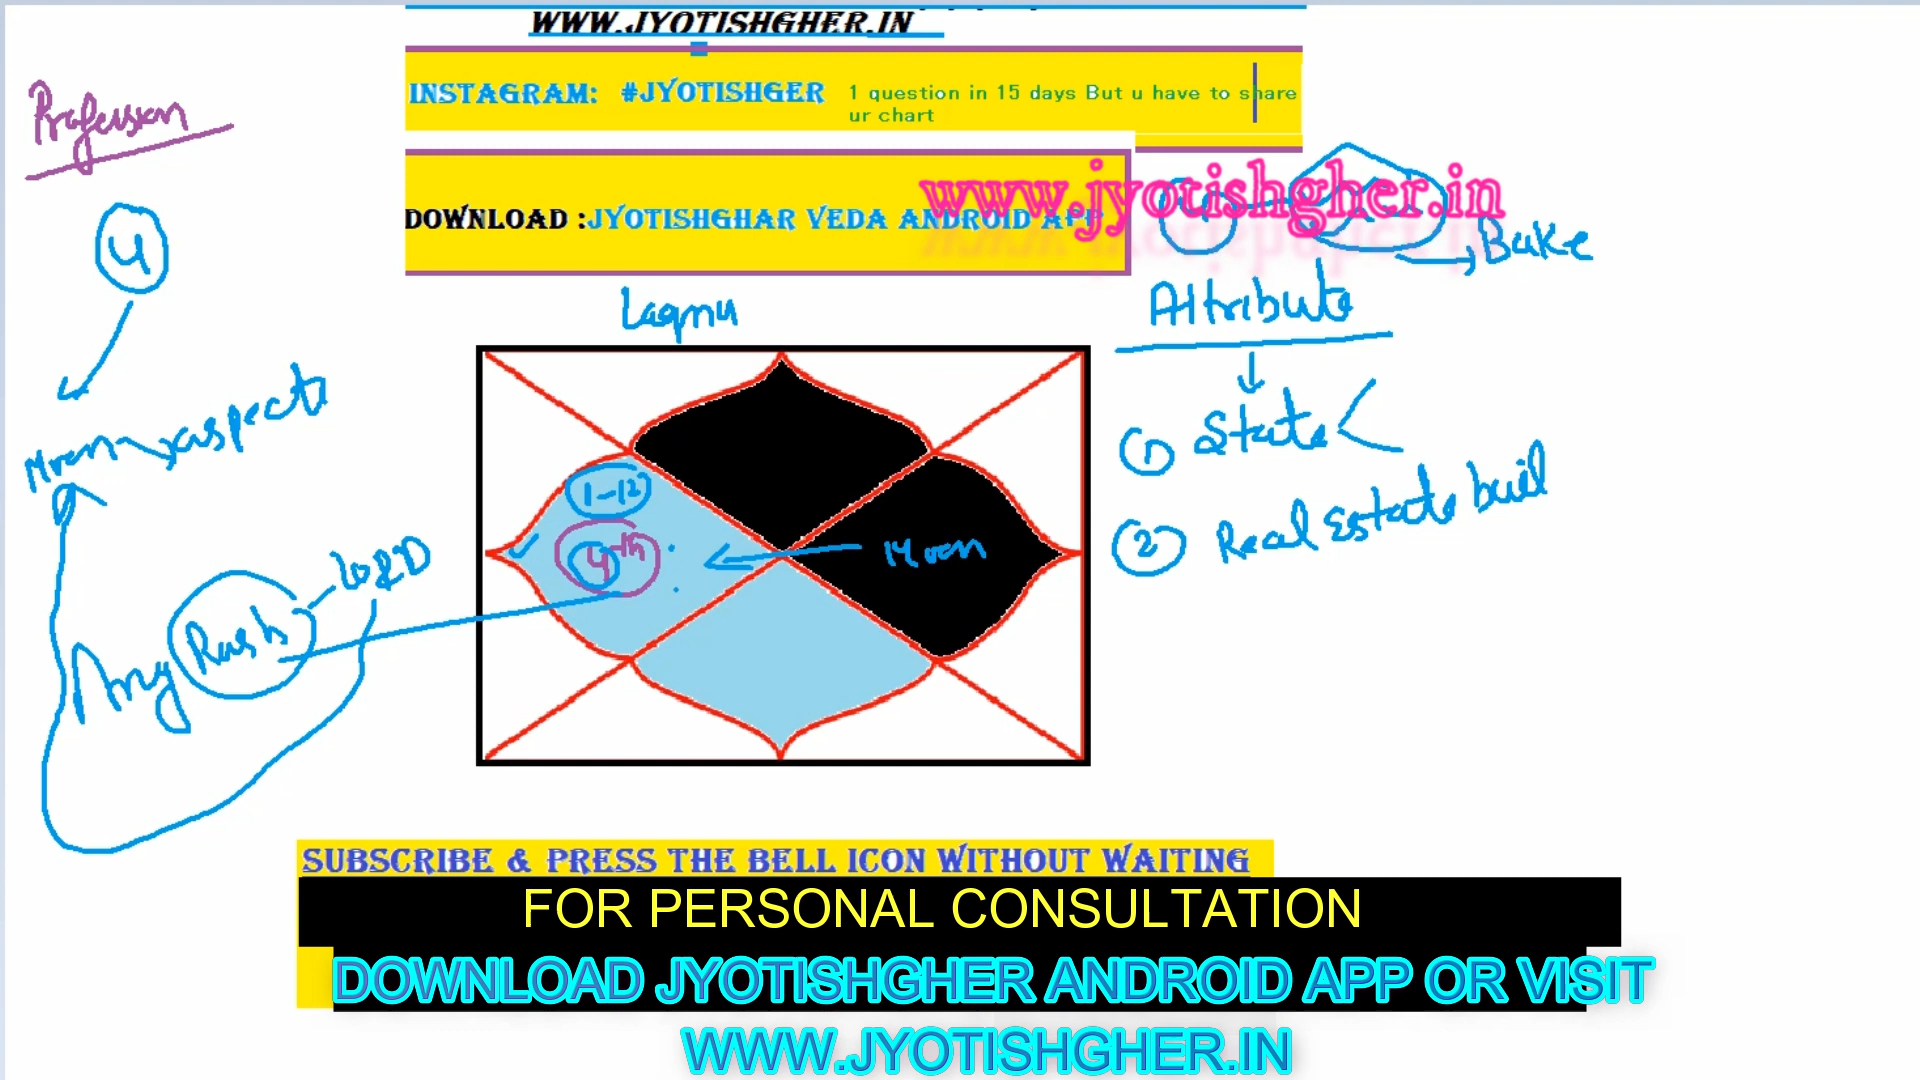 WWW.JYOTISHGHER.IN
INSTAGRAM: #JYOTISHGER 1 question in 15 days But u have to share
ur chart
Profession
DOWNLOAD :JYOTISHGHAR VEDA ANDROID APP
www.jyotishgher.in
4
Bake
Lagnu
Attribute
Moon aspect
1 State
1-12
4th
Moon
2 Real Estate buil
LORD
Any Rashi
SUBSCRIBE & PRESS THE BELL ICON WITHOUT WAITING
FOR PERSONAL CONSULTATION
DOWNLOAD JYOTISHGHER ANDROID APP OR VISIT
WWW.JYOTISHGHER.IN